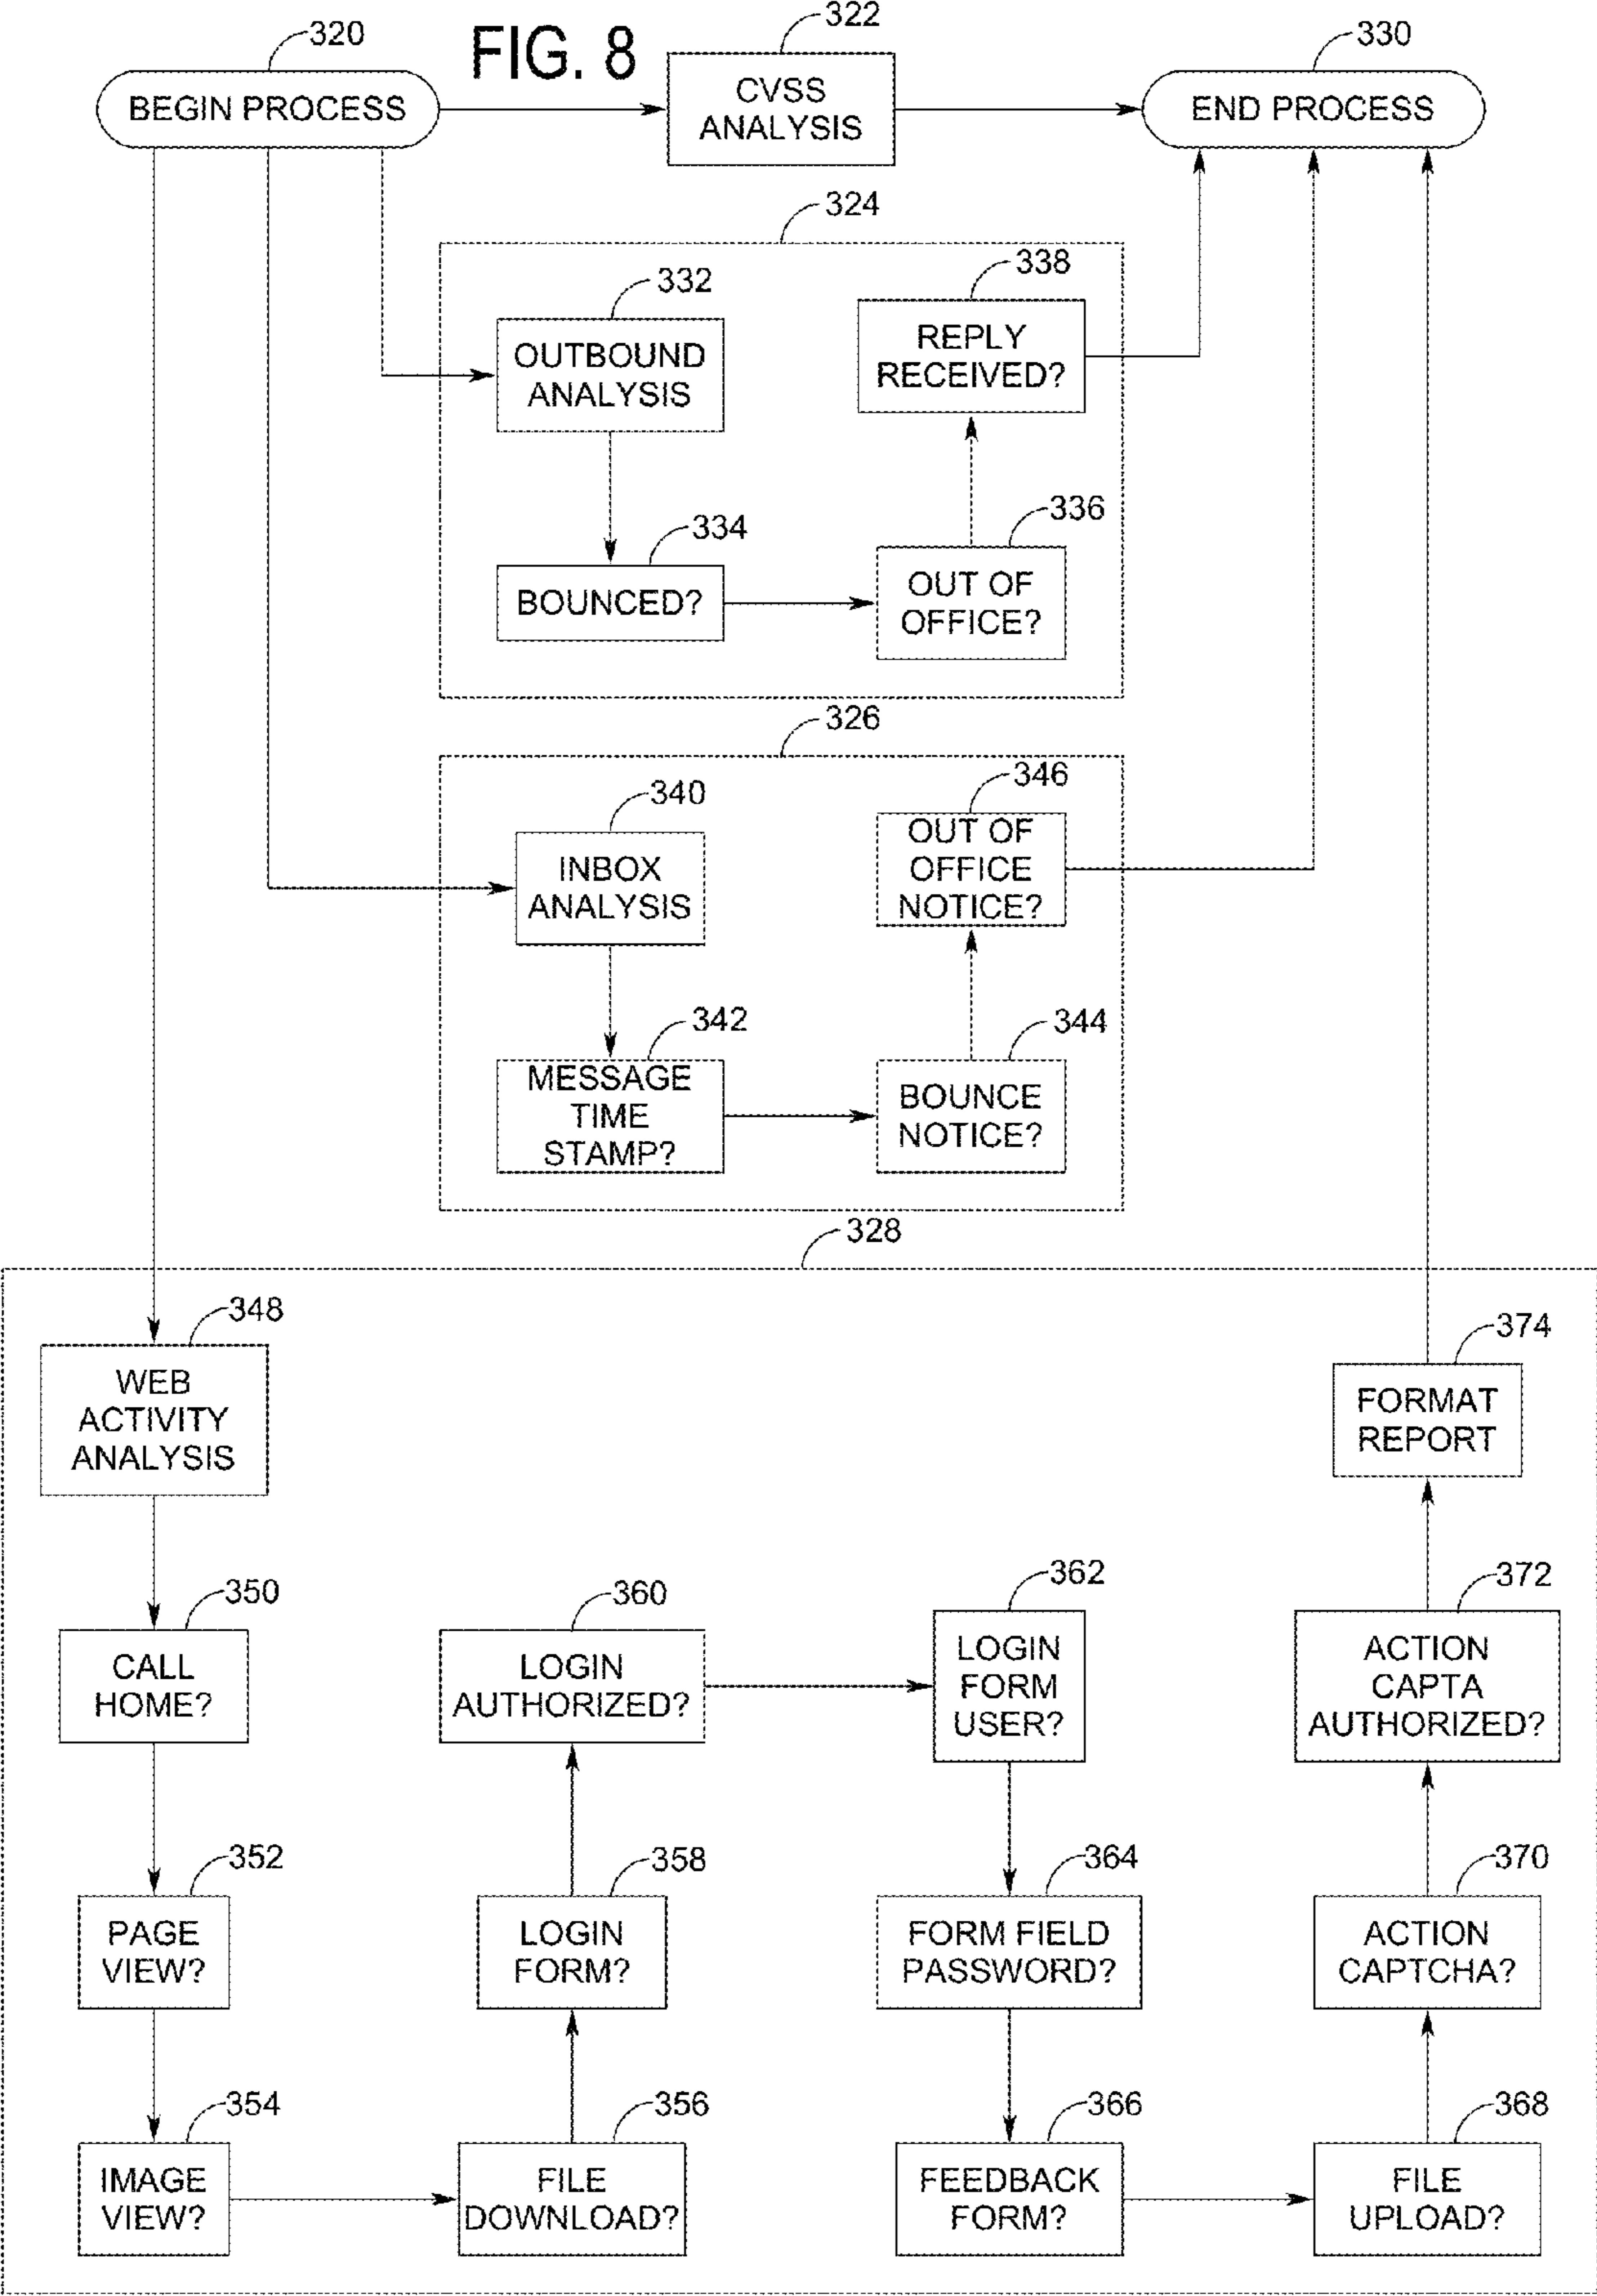 FIG. 8
320
BEGIN PROCESS
322
CVSS
ANALYSIS
330
END PROCESS
324
332
OUTBOUND
ANALYSIS
338
REPLY
RECEIVED?
334
BOUNCED?
336
OUT OF
OFFICE?
326
340
INBOX
ANALYSIS
346
OUT OF
OFFICE
NOTICE?
342
MESSAGE
TIME
STAMP?
344
BOUNCE
NOTICE?
328
348
WEB
ACTIVITY
ANALYSIS
374
FORMAT
REPORT
350
CALL
HOME?
360
LOGIN
AUTHORIZED?
362
LOGIN
FORM
USER?
372
ACTION
CAPTA
AUTHORIZED?
352
PAGE
VIEW?
358
LOGIN
FORM?
364
FORM FIELD
PASSWORD?
370
ACTION
CAPTCHA?
354
IMAGE
VIEW?
356
FILE
DOWNLOAD?
366
FEEDBACK
FORM?
368
FILE
UPLOAD?